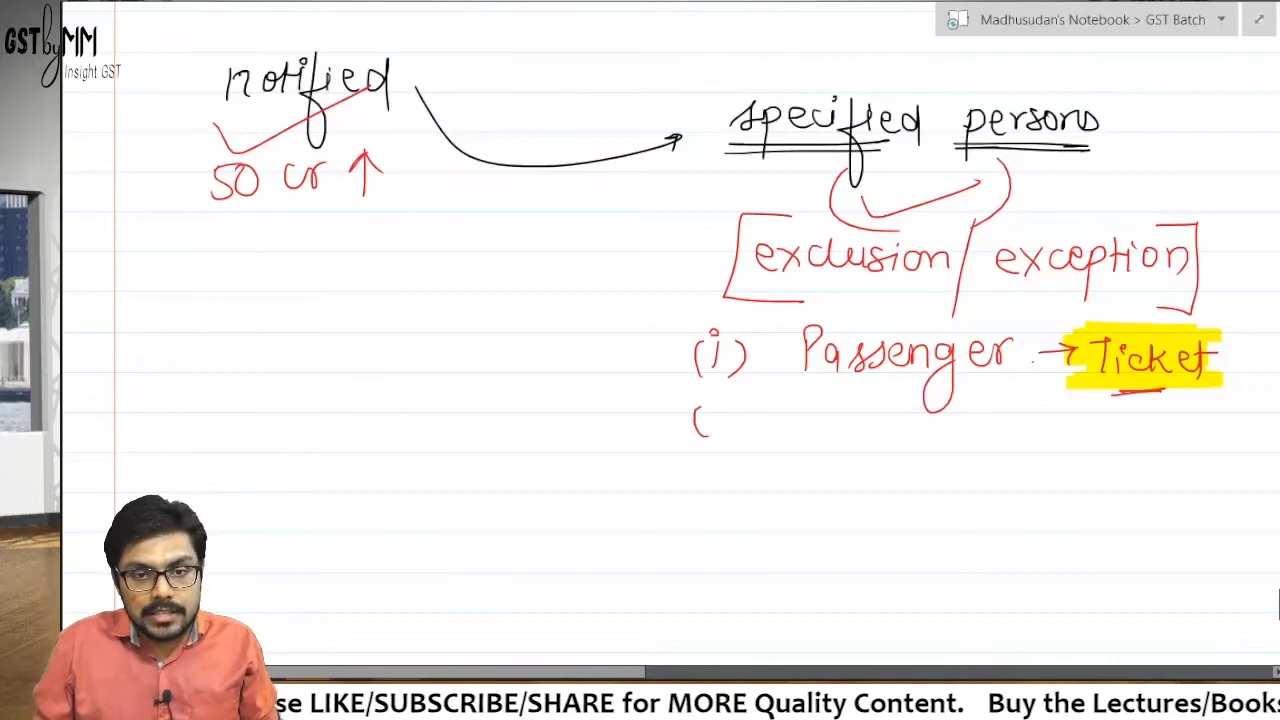 GST by MM
Insight GST
Madhusudan's Notebook > GST Batch
notified
specified persons
50 cr ↑
[exclusion / exception]
(i) Passenger → Ticket
(
se LIKE/SUBSCRIBE/SHARE for MORE Quality Content. Buy the Lectures/Books